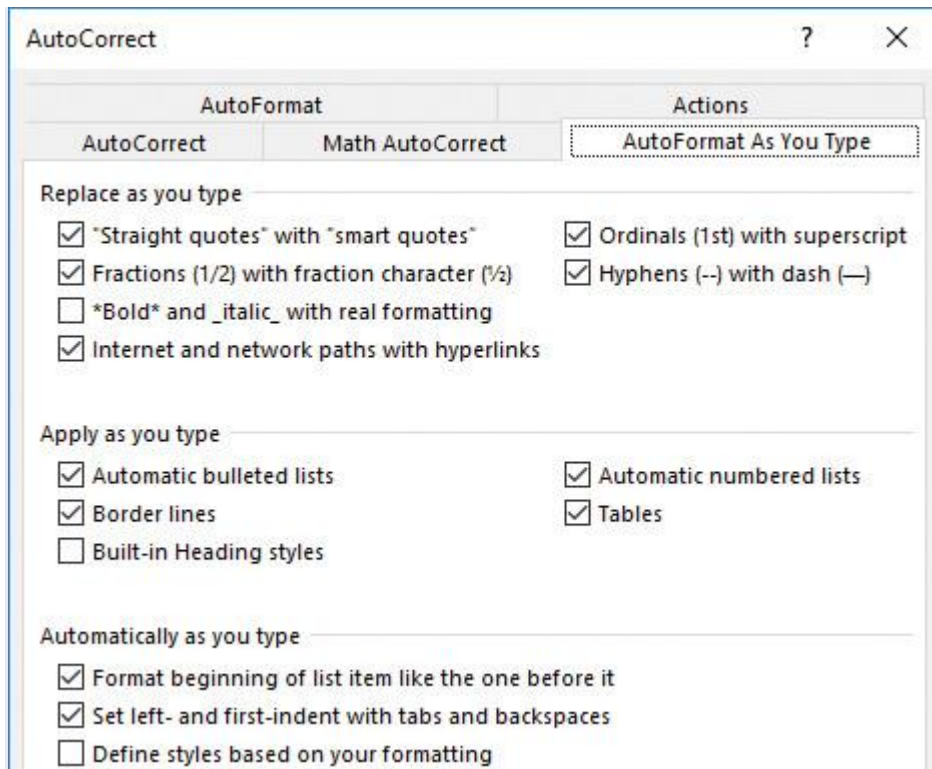 AutoCorrect ? ×
AutoFormat Actions
AutoCorrect Math AutoCorrect AutoFormat As You Type
Replace as you type
"Straight quotes" with “smart quotes”
Ordinals (1st) with superscript
Fractions (1/2) with fraction character (½)
Hyphens (--) with dash (—)
*Bold* and _italic_ with real formatting
Internet and network paths with hyperlinks
Apply as you type
Automatic bulleted lists
Automatic numbered lists
Border lines
Tables
Built-in Heading styles
Automatically as you type
Format beginning of list item like the one before it
Set left- and first-indent with tabs and backspaces
Define styles based on your formatting